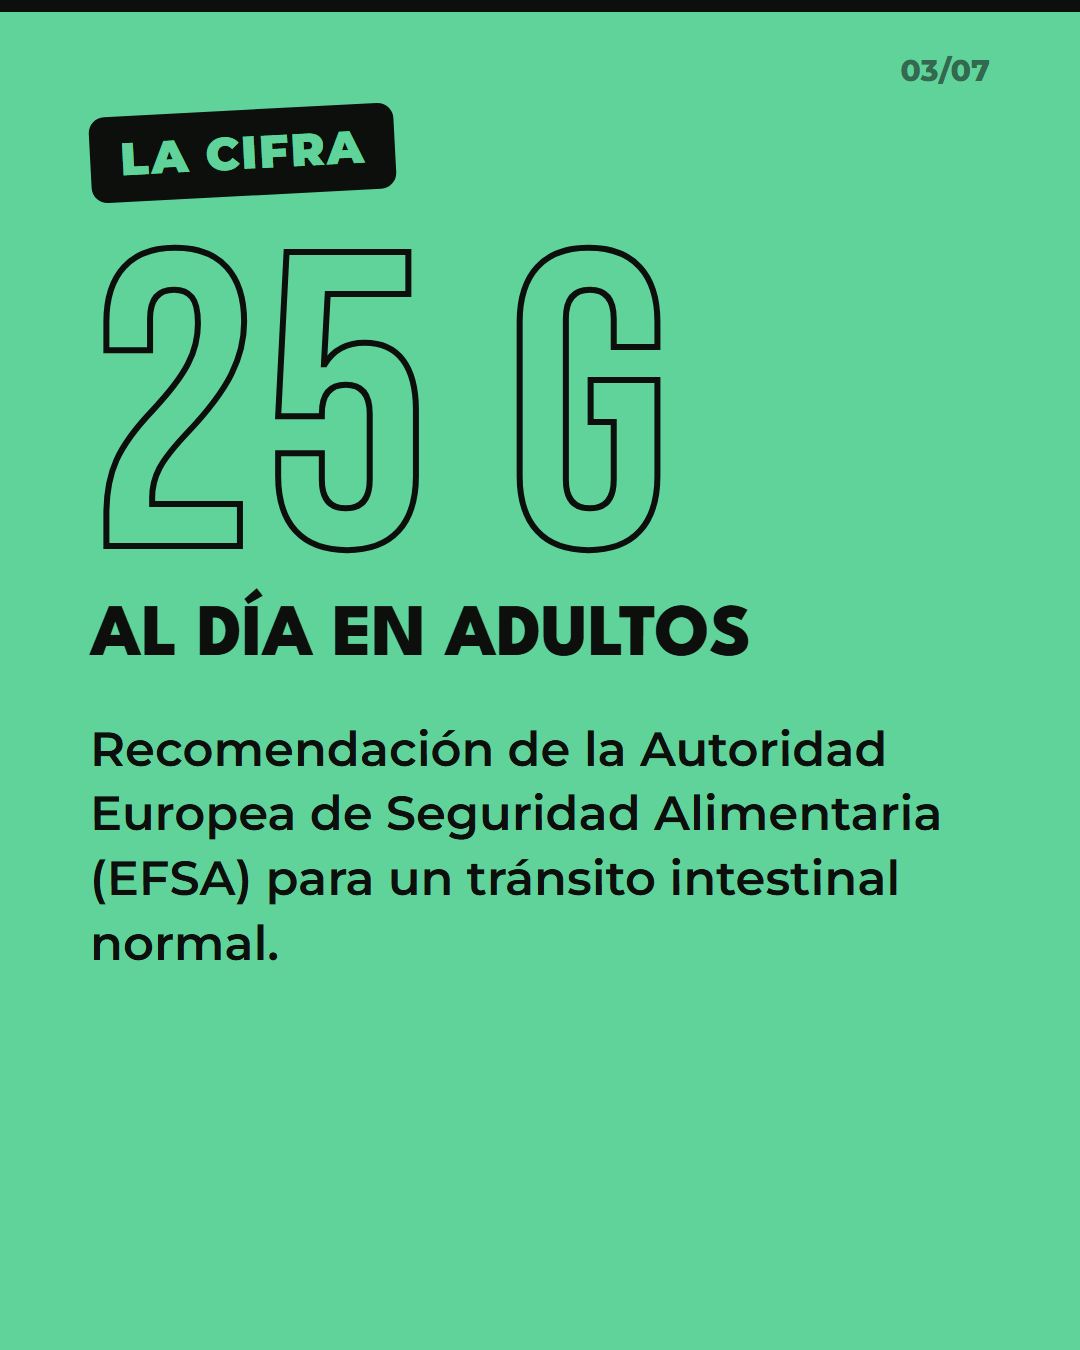 03/07
LA CIFRA
25 G
AL DÍA EN ADULTOS
Recomendación de la Autoridad
Europea de Seguridad Alimentaria
(EFSA) para un tránsito intestinal
normal.